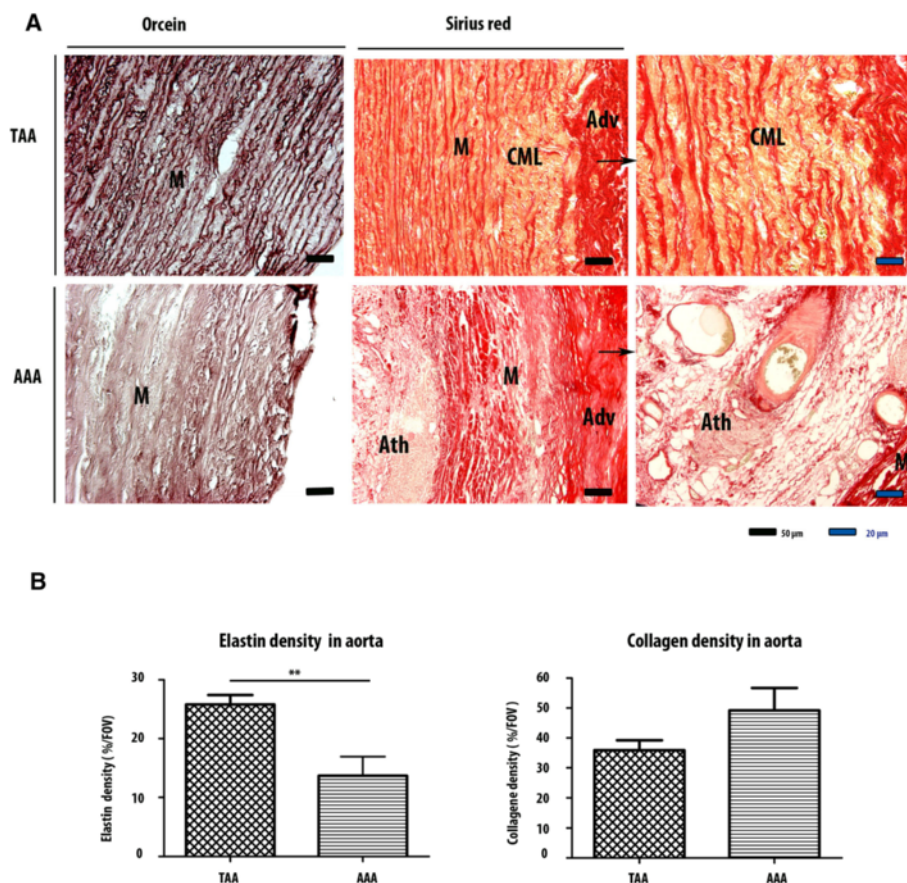 A
Orcein
Sirius red
TAA
M
M
CML
Adv
CML
AAA
M
Ath
M
Adv
Ath
M
50 µm
20 µm
B
Elastin density in aorta
**
Elastin density (%/FOV)
30
20
10
0
TAA
AAA
Collagen density in aorta
Collagene density (%/FOV)
60
50
40
30
20
10
0
TAA
AAA